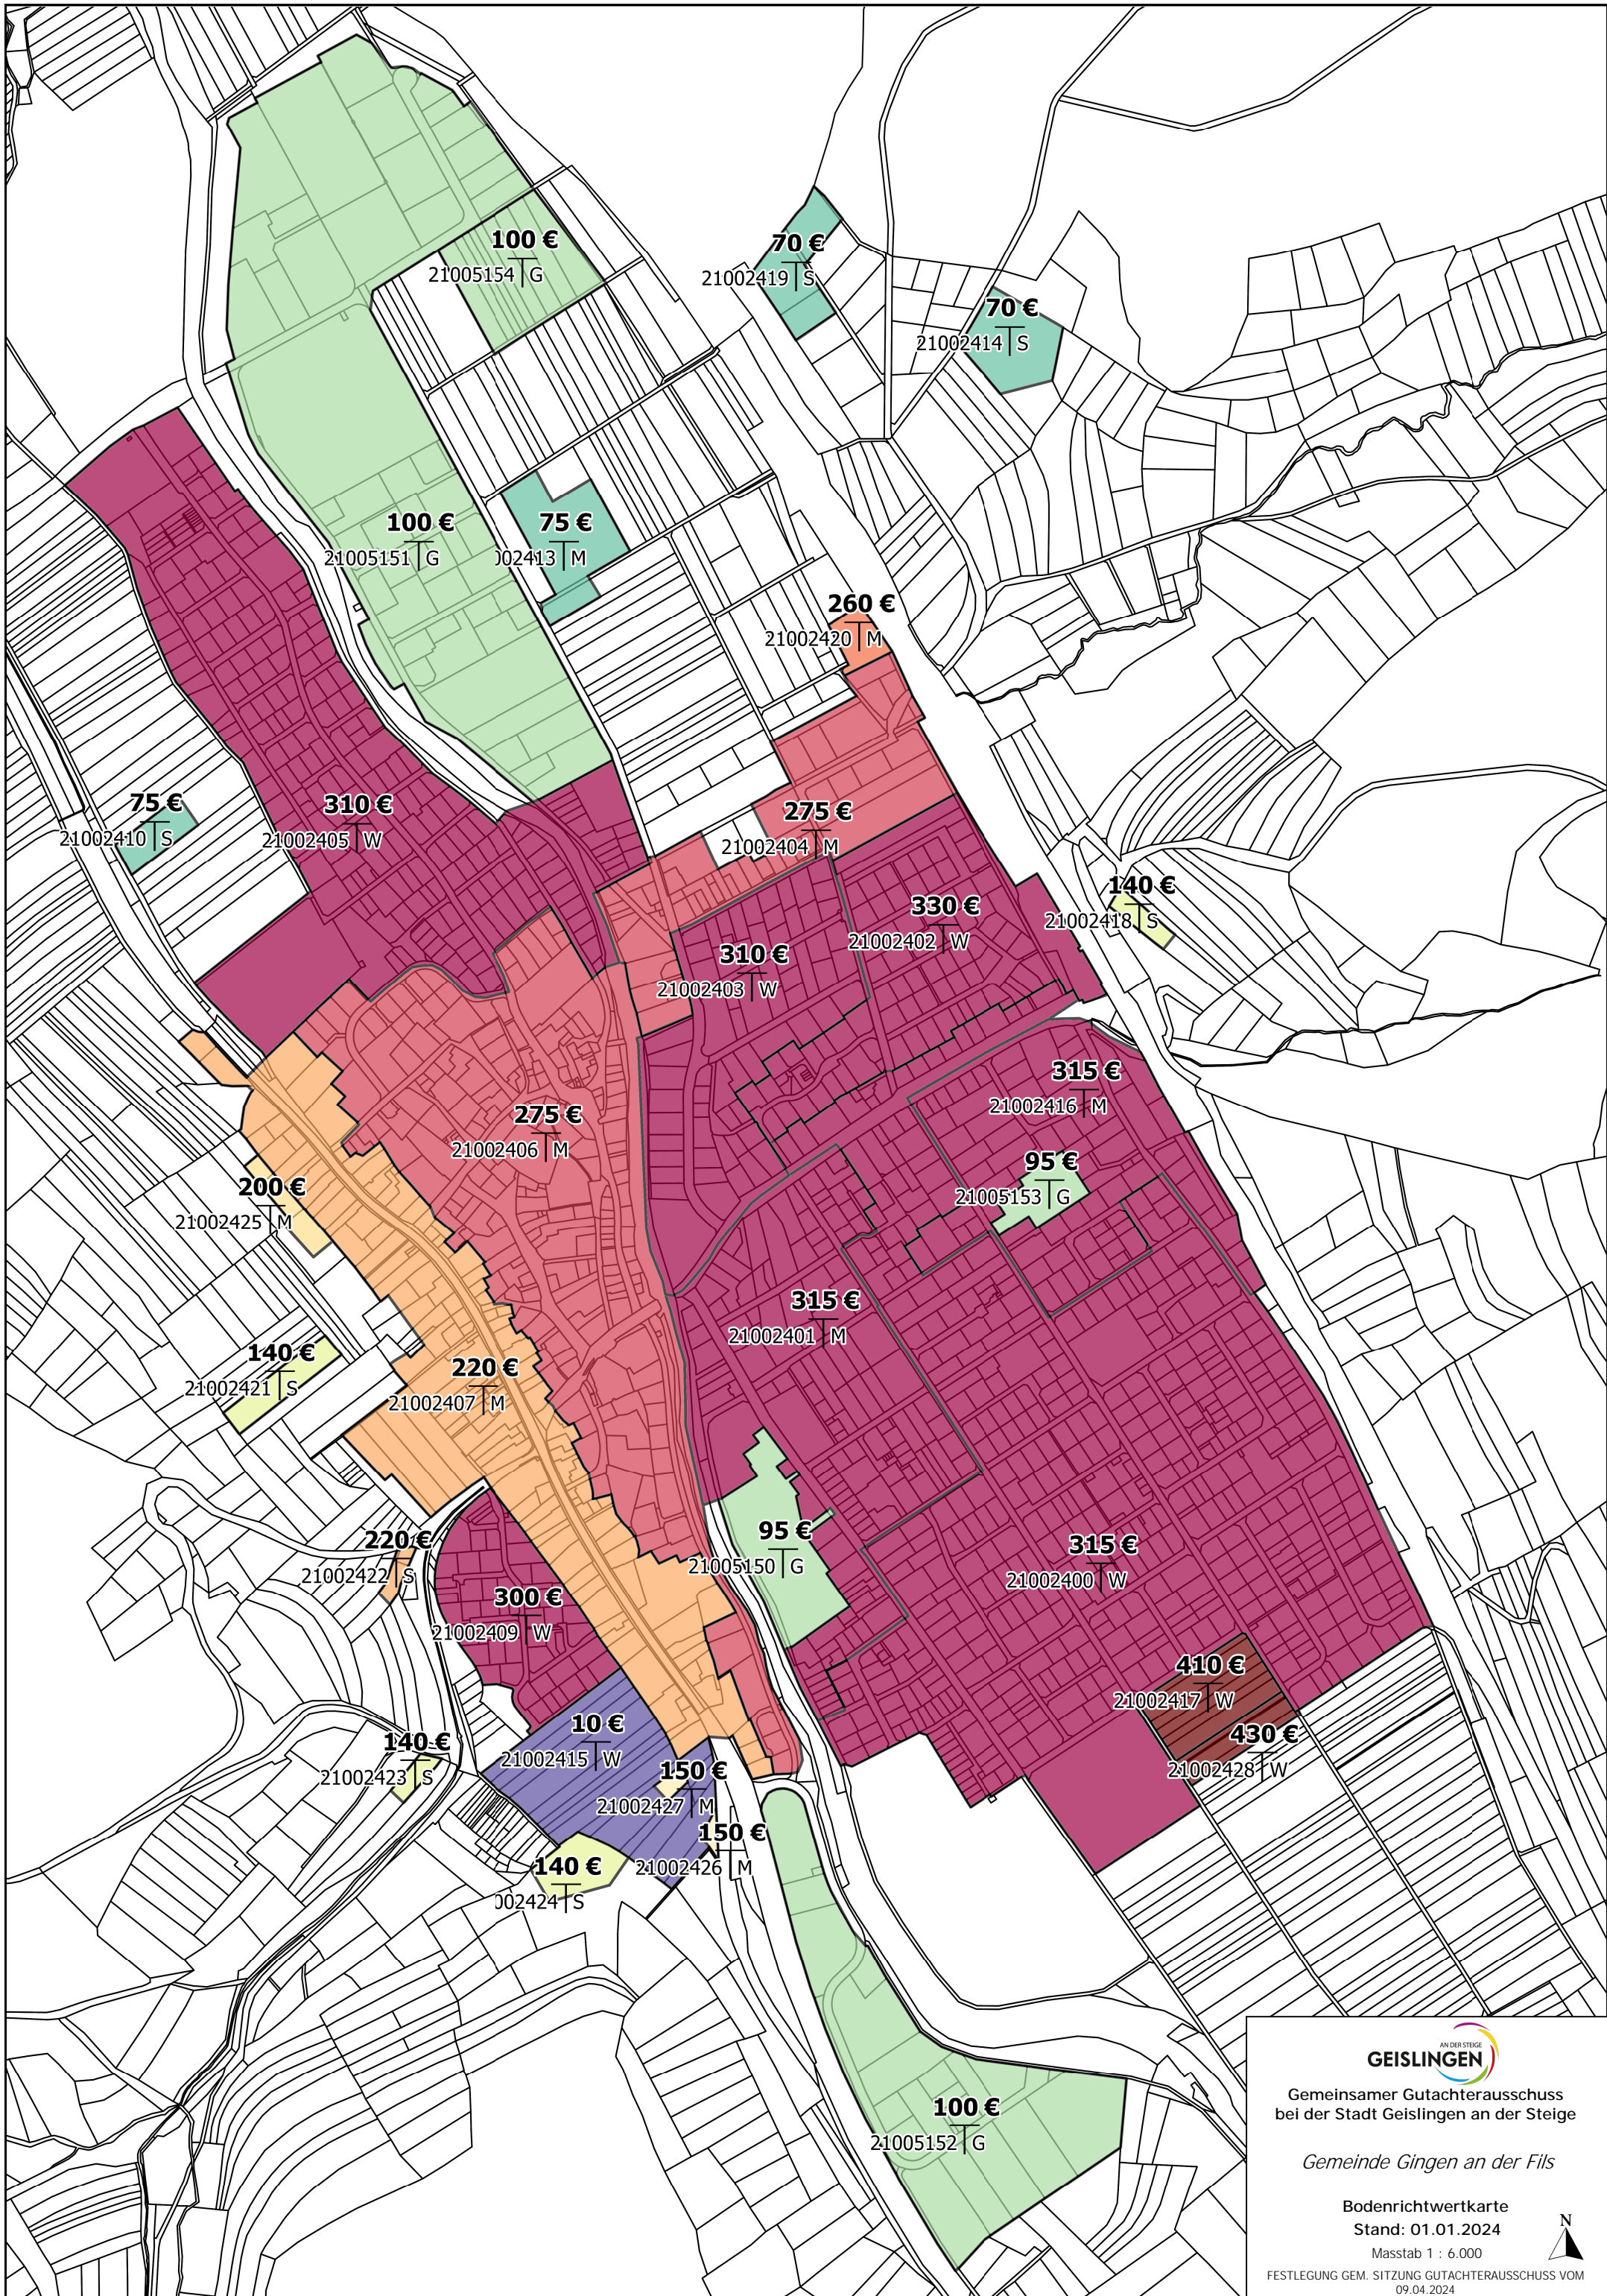 100 €
21005154 G
70 €
21002419 S
70 €
21002414 S
100 €
21005151 G
75 €
002413 M
260 €
21002420 M
75 €
21002410 S
310 €
21002405 W
275 €
21002404 M
140 €
21002418 S
330 €
21002402 W
310 €
21002403 W
315 €
21002416 M
275 €
21002406 M
95 €
21005153 G
200 €
21002425 M
315 €
21002401 M
140 €
21002421 S
220 €
21002407 M
95 €
21005150 G
220 €
21002422 S
315 €
21002400 W
300 €
21002409 W
410 €
21002417 W
430 €
21002428 W
10 €
21002415 W
140 €
21002423 S
150 €
21002427 M
150 €
21002426 M
140 €
002424 S
100 €
21005152 G
AN DER STEIGE
GEISLINGEN
Gemeinsamer Gutachterausschuss
bei der Stadt Geislingen an der Steige
Gemeinde Gingen an der Fils
Bodenrichtwertkarte
Stand: 01.01.2024
N
Masstab 1 : 6.000
FESTLEGUNG GEM. SITZUNG GUTACHTERAUSSCHUSS VOM
09.04.2024